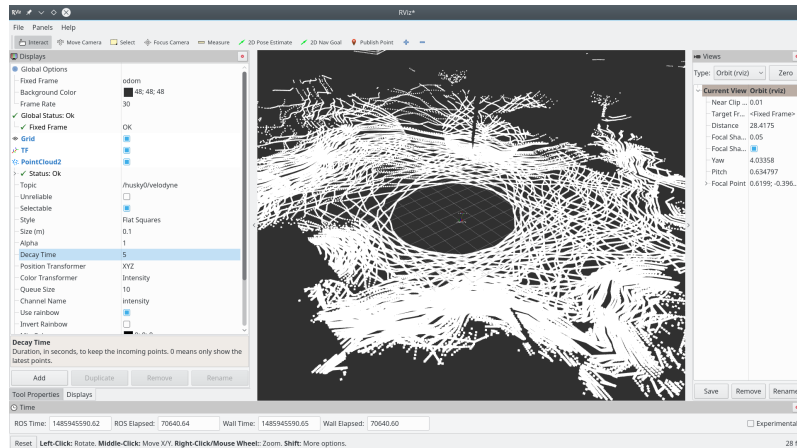 RViz*
File Panels Help
Interact Move Camera Select Focus Camera Measure 2D Pose Estimate 2D Nav Goal Publish Point
Displays
Global Options
Fixed Frame odom
Background Color 48; 48; 48
Frame Rate 30
Global Status: Ok
Fixed Frame OK
Grid
TF
PointCloud2
Status: Ok
Topic /husky0/velodyne
Unreliable
Selectable
Style Flat Squares
Size (m) 0.1
Alpha 1
Decay Time 5
Position Transformer XYZ
Color Transformer Intensity
Queue Size 10
Channel Name intensity
Use rainbow
Invert Rainbow
Decay Time
Duration, in seconds, to keep the incoming points. 0 means only show the
latest points.
Add Duplicate Remove Rename
Tool Properties Displays
Views
Type: Orbit (rviz) Zero
Current View Orbit (rviz)
Near Clip ... 0.01
Target Fr... <Fixed Frame>
Distance 28.4175
Focal Sha... 0.05
Focal Sha...
Yaw 4.03358
Pitch 0.634797
Focal Point 0.6199; -0.396...
Save Remove Rename
Time
ROS Time: 1485945590.62 ROS Elapsed: 70640.64 Wall Time: 1485945590.65 Wall Elapsed: 70640.60 Experimental
Reset Left-Click: Rotate. Middle-Click: Move X/Y. Right-Click/Mouse Wheel:: Zoom. Shift: More options. 28 f